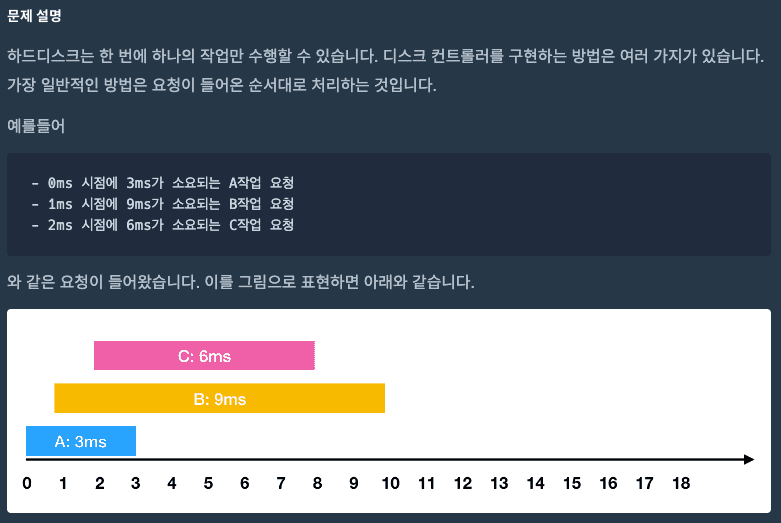 문제 설명
하드디스크는 한 번에 하나의 작업만 수행할 수 있습니다. 디스크 컨트롤러를 구현하는 방법은 여러 가지가 있습니다.
가장 일반적인 방법은 요청이 들어온 순서대로 처리하는 것입니다.
예를들어
- 0ms 시점에 3ms가 소요되는 A작업 요청
- 1ms 시점에 9ms가 소요되는 B작업 요청
- 2ms 시점에 6ms가 소요되는 C작업 요청
와 같은 요청이 들어왔습니다. 이를 그림으로 표현하면 아래와 같습니다.
C: 6ms
B: 9ms
A: 3ms
0 1 2 3 4 5 6 7 8 9 10 11 12 13 14 15 16 17 18